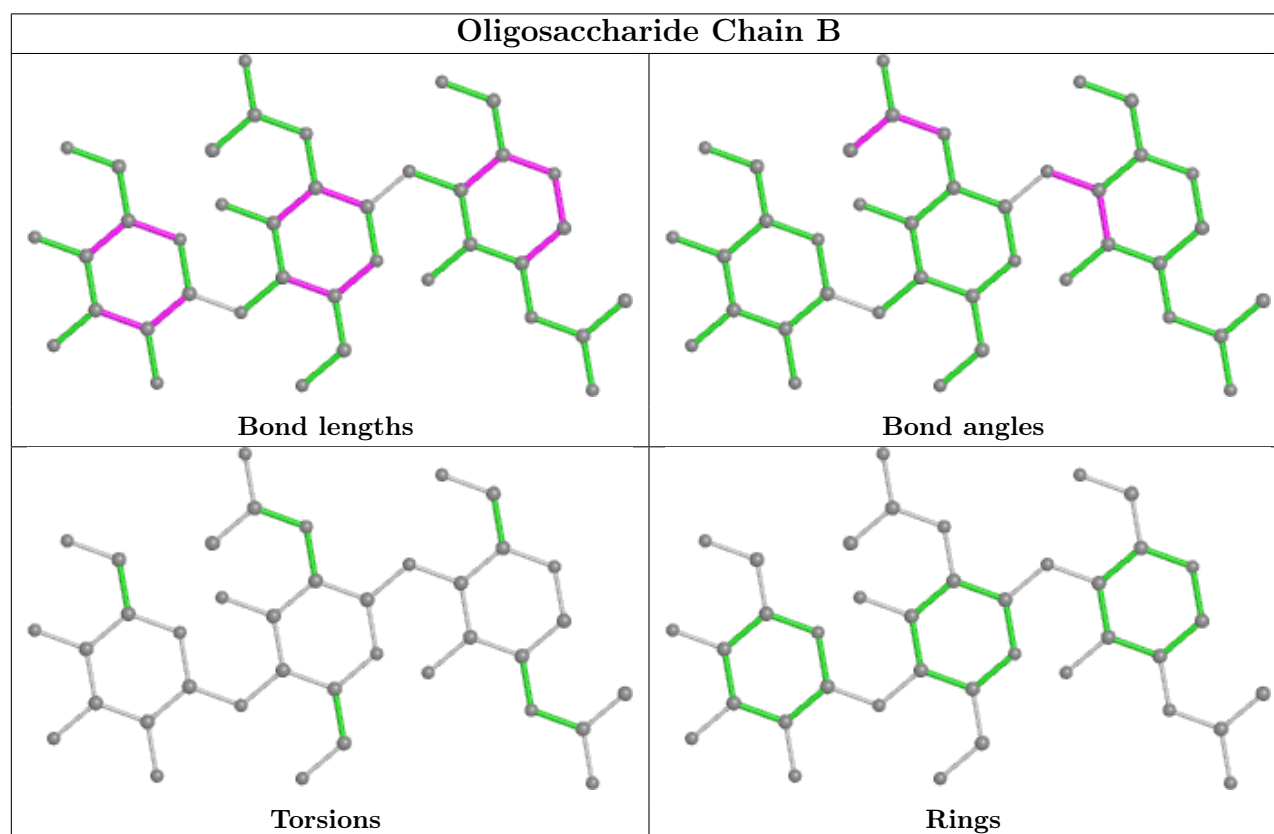 Oligosaccharide Chain B
Bond lengths
Bond angles
Torsions
Rings